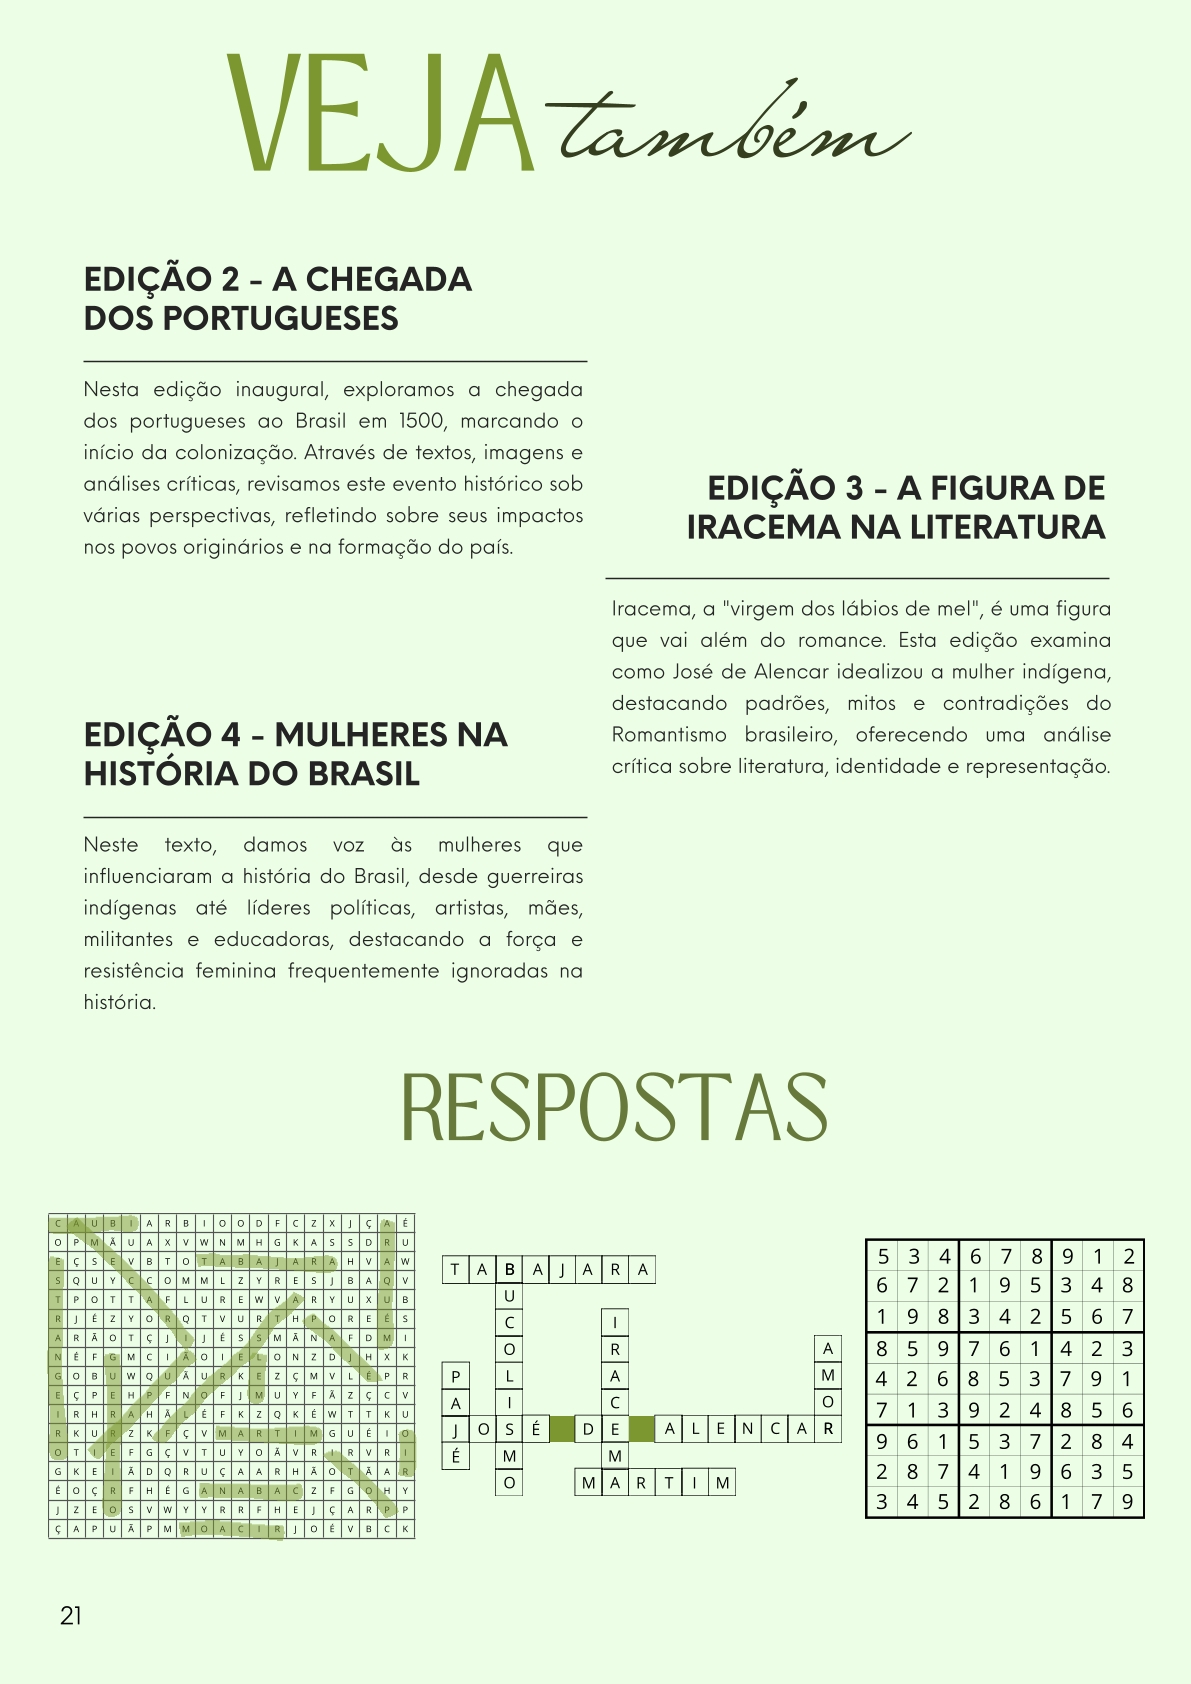 VEJA também
EDIÇÃO 2 - A CHEGADA
DOS PORTUGUESES
Nesta edição inaugural, exploramos a chegada
dos portugueses ao Brasil em 1500, marcando o
início da colonização. Através de textos, imagens e
análises críticas, revisamos este evento histórico sob
várias perspectivas, refletindo sobre seus impactos
nos povos originários e na formação do país.
EDIÇÃO 3 - A FIGURA DE
IRACEMA NA LITERATURA
Iracema, a "virgem dos lábios de mel", é uma figura
que vai além do romance. Esta edição examina
como José de Alencar idealizou a mulher indígena,
destacando padrões, mitos e contradições do
Romantismo brasileiro, oferecendo uma análise
crítica sobre literatura, identidade e representação.
EDIÇÃO 4 - MULHERES NA
HISTÓRIA DO BRASIL
Neste texto, damos voz às mulheres que
influenciaram a história do Brasil, desde guerreiras
indígenas até líderes políticas, artistas, mães,
militantes e educadoras, destacando a força e
resistência feminina frequentemente ignoradas na
história.
RESPOSTAS
C A U B I A R B I O O D F C Z X J Ç A É
O P M Ã U A X V W N M H G K A S S D R U
E Ç S E V B T O T A B A J A R A H V A W
S Q U Y C C O M M L Z Y R E S J B A Q V
T P O T T A F L U R E W V A R Y U X U B
R J É Z Y O R Q T V U R T H P O R E É S
A R Ã O T Ç J I J É S S M Ã N A F D M I
TABAJARA
BUCOLISMO
IRACEMA
AMOR
PAJÉ
JOSÉ DE ALENCAR
MARTIM
5 3 4 6 7 8 9 1 2
6 7 2 1 9 5 3 4 8
1 9 8 3 4 2 5 6 7
8 5 9 7 6 1 4 2 3
4 2 6 8 5 3 7 9 1
7 1 3 9 2 4 8 5 6
9 6 1 5 3 7 2 8 4
2 8 7 4 1 9 6 3 5
3 4 5 2 8 6 1 7 9
21